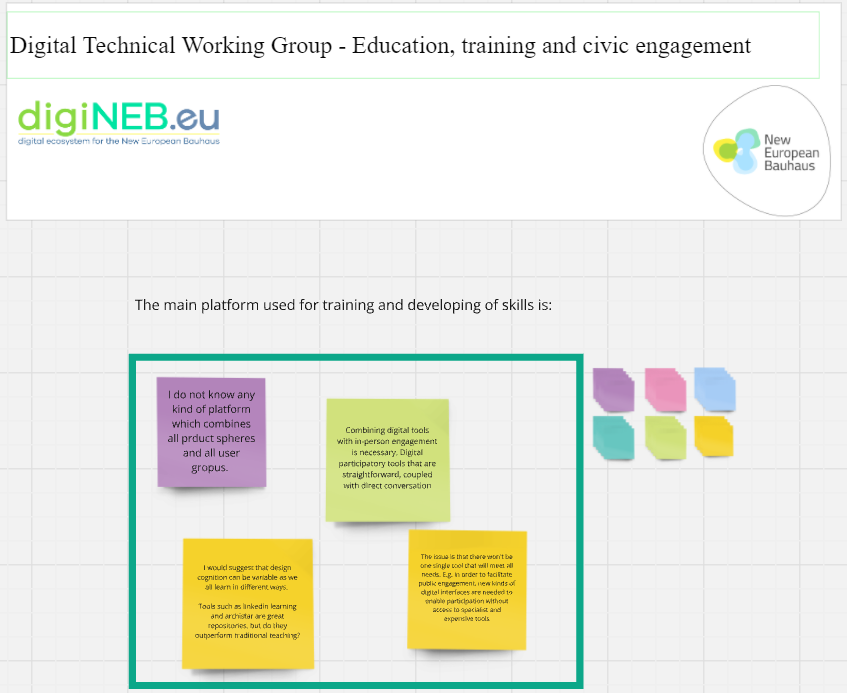 Digital Technical Working Group - Education, training and civic engagement
digiNEB.eu
digital ecosystem for the New European Bauhaus
New
European
Bauhaus
The main platform used for training and developing of skills is:
I do not know any
kind of platform
which combines
all prduct spheres
and all user
gropus.
Combining digital tools
with in-person engagement
is necessary. Digital
participatory tools that are
straightforward, coupled
with direct conversation
I would suggest that design
cognition can be variable as we
all learn in different ways.
Tools such as linkedin learning
and archistar are great
repositories, but do they
outperform traditional teaching?
The issue is that there won't be
one single tool that will meet all
needs. E.g. in order to facilitate
public engagement, new kinds of
digital interfaces are needed to
enable participation without
access to specialist and
expensive tools